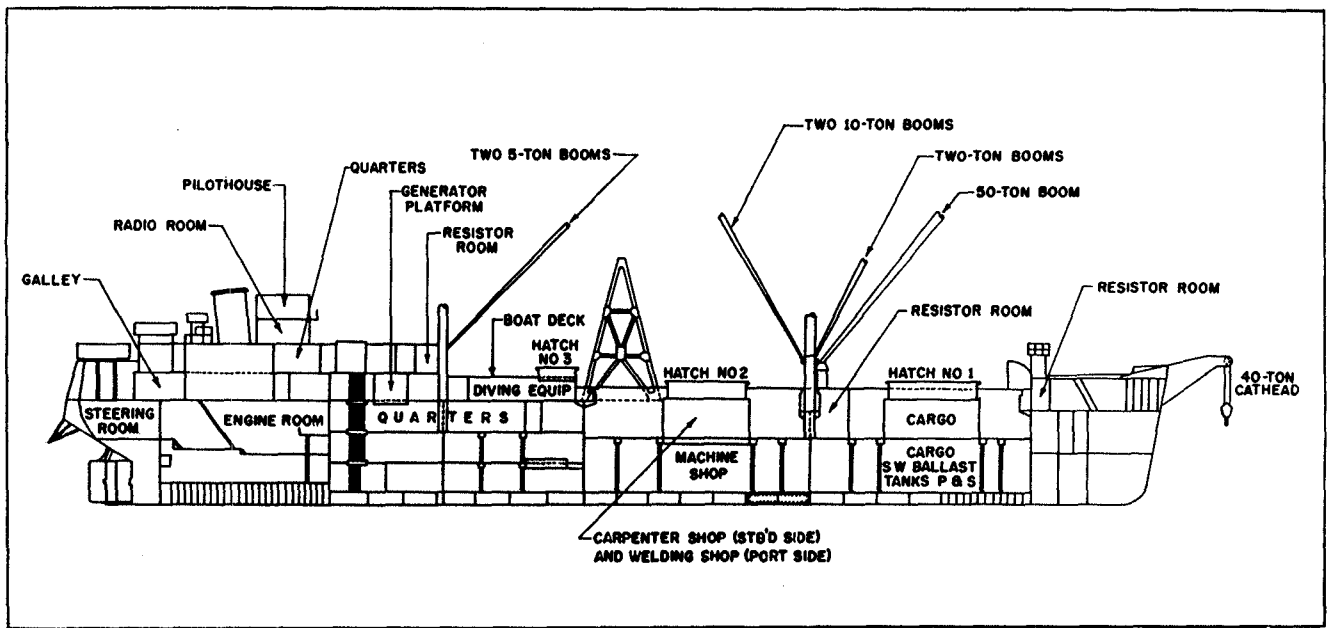 TWO 10-TON BOOMS
TWO 5-TON BOOMS
TWO-TON BOOMS
QUARTERS
PILOTHOUSE
GENERATOR
PLATFORM
50-TON BOOM
RADIO ROOM
RESISTOR
ROOM
GALLEY
RESISTOR ROOM
RESISTOR ROOM
BOAT DECK
HATCH
NO 3
HATCH NO 2
HATCH NO 1
40-TON
CATHEAD
DIVING EQUIP
STEERING
ROOM
ENGINE ROOM
QUARTERS
CARGO
MACHINE
SHOP
CARGO
SW BALLAST
TANKS P & S
CARPENTER SHOP (STB'D SIDE)
AND WELDING SHOP (PORT SIDE)